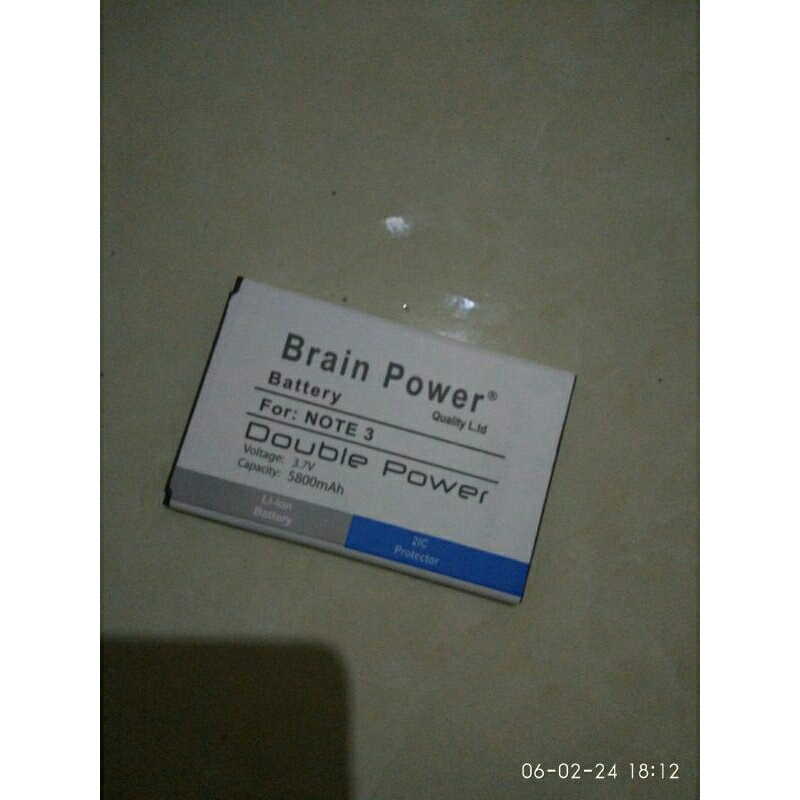 Brain Power®
Battery
Quality L.td
For: NOTE 3
Double Power
Voltage: 3.7V
Capacity: 5800mAh
Li-Ion
Battery
2IC
Protector
06-02-24 18:12